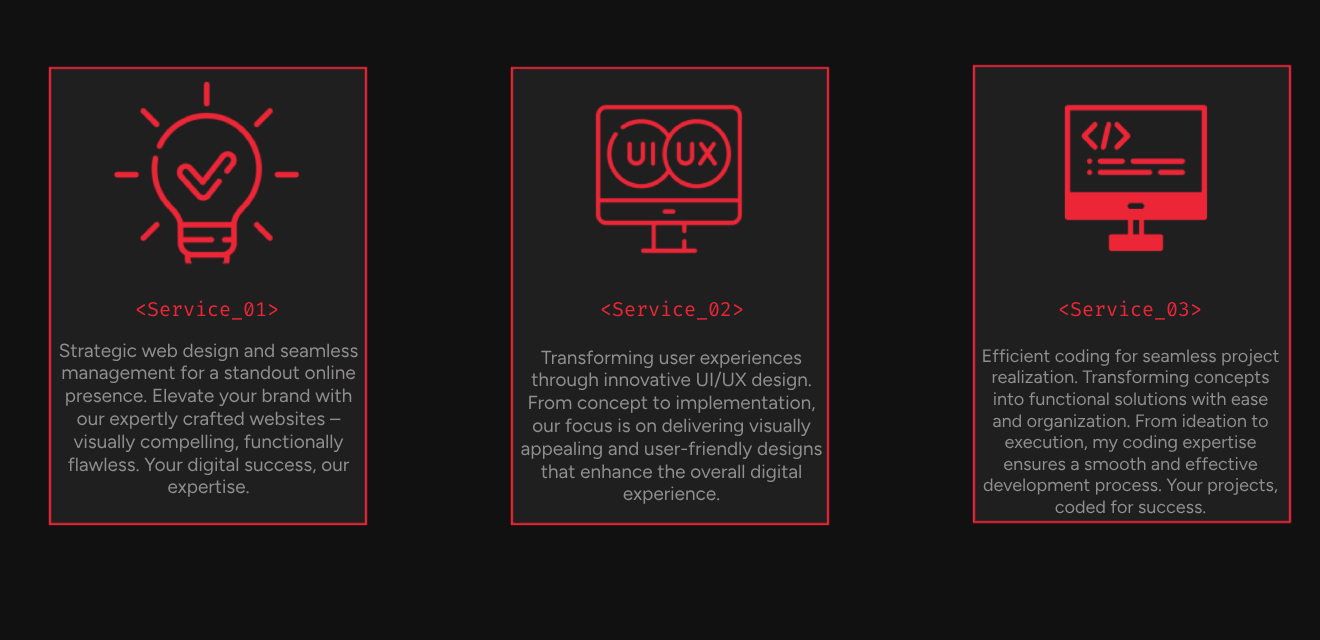 <Service_01>
Strategic web design and seamless
management for a standout online
presence. Elevate your brand with
our expertly crafted websites –
visually compelling, functionally
flawless. Your digital success, our
expertise.
UI UX
<Service_02>
Transforming user experiences
through innovative UI/UX design.
From concept to implementation,
our focus is on delivering visually
appealing and user-friendly designs
that enhance the overall digital
experience.
</>
<Service_03>
Efficient coding for seamless project
realization. Transforming concepts
into functional solutions with ease
and organization. From ideation to
execution, my coding expertise
ensures a smooth and effective
development process. Your projects,
coded for success.